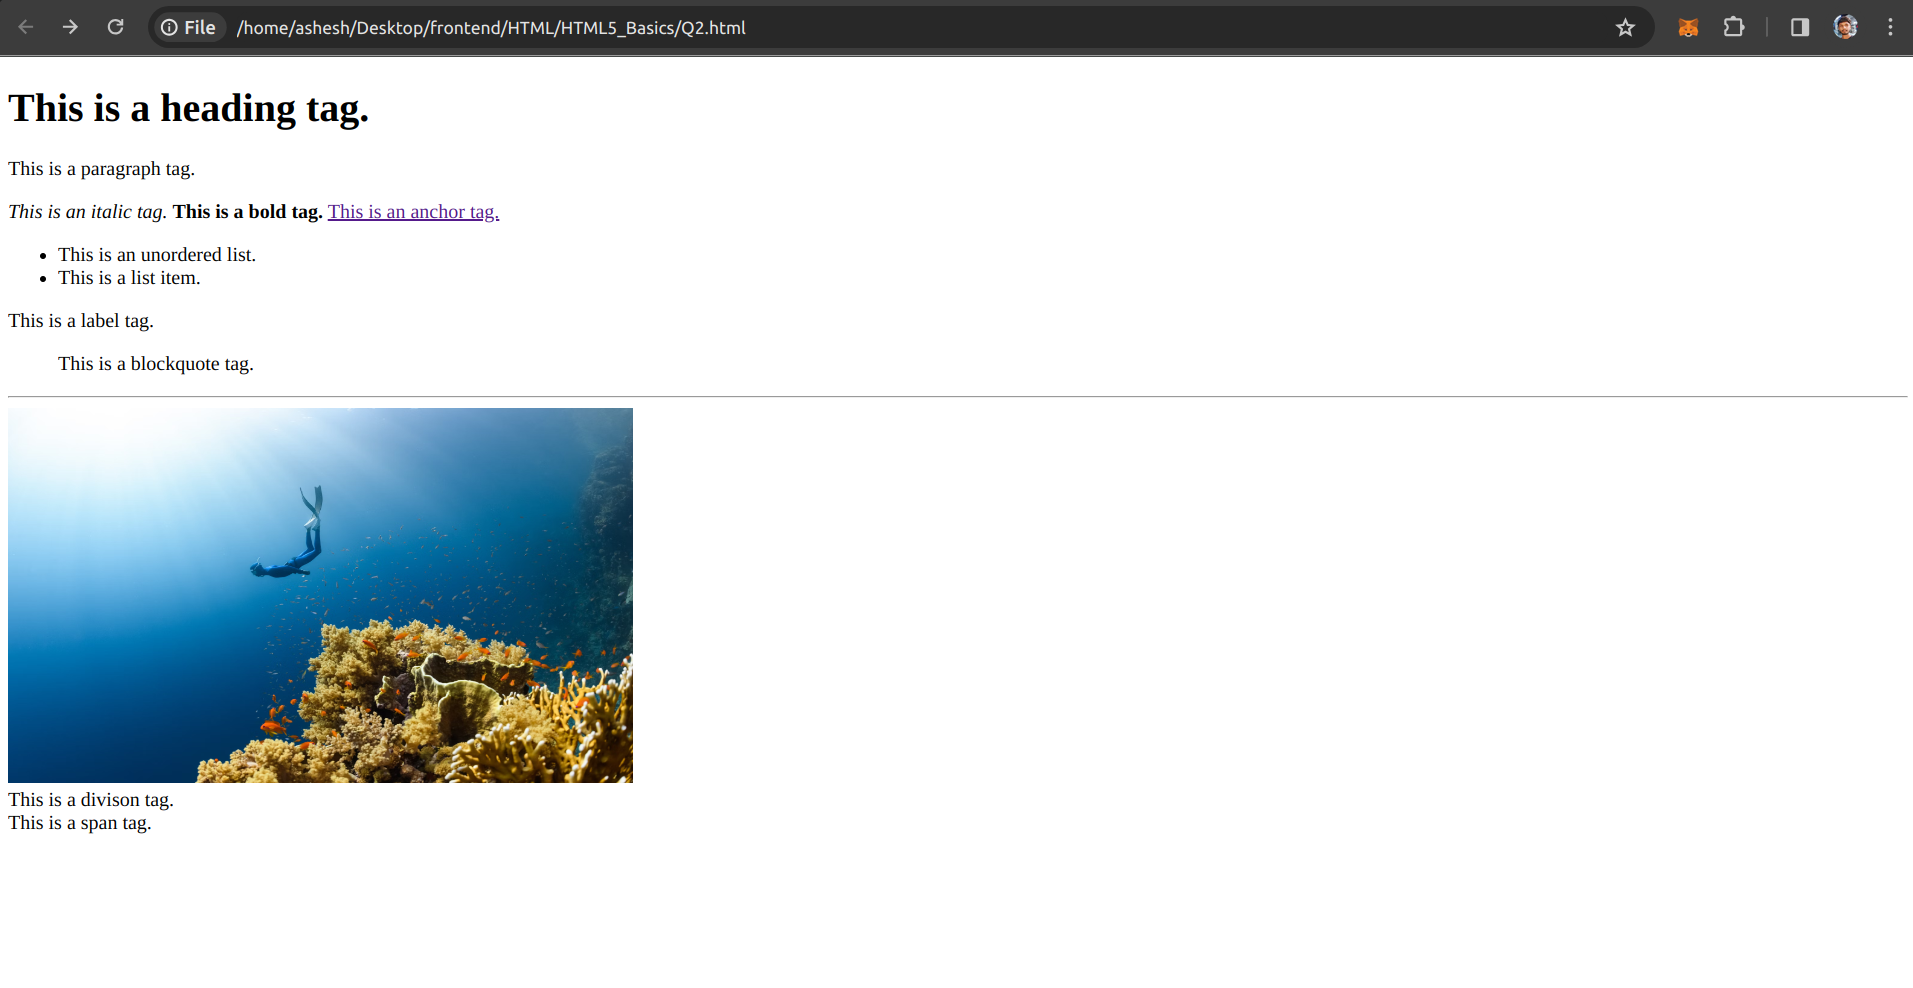 File /home/ashesh/Desktop/frontend/HTML/HTML5_Basics/Q2.html
This is a heading tag.
This is a paragraph tag.
This is an italic tag. This is a bold tag. This is an anchor tag.
This is an unordered list.
This is a list item.
This is a label tag.
This is a blockquote tag.
This is a divison tag.
This is a span tag.